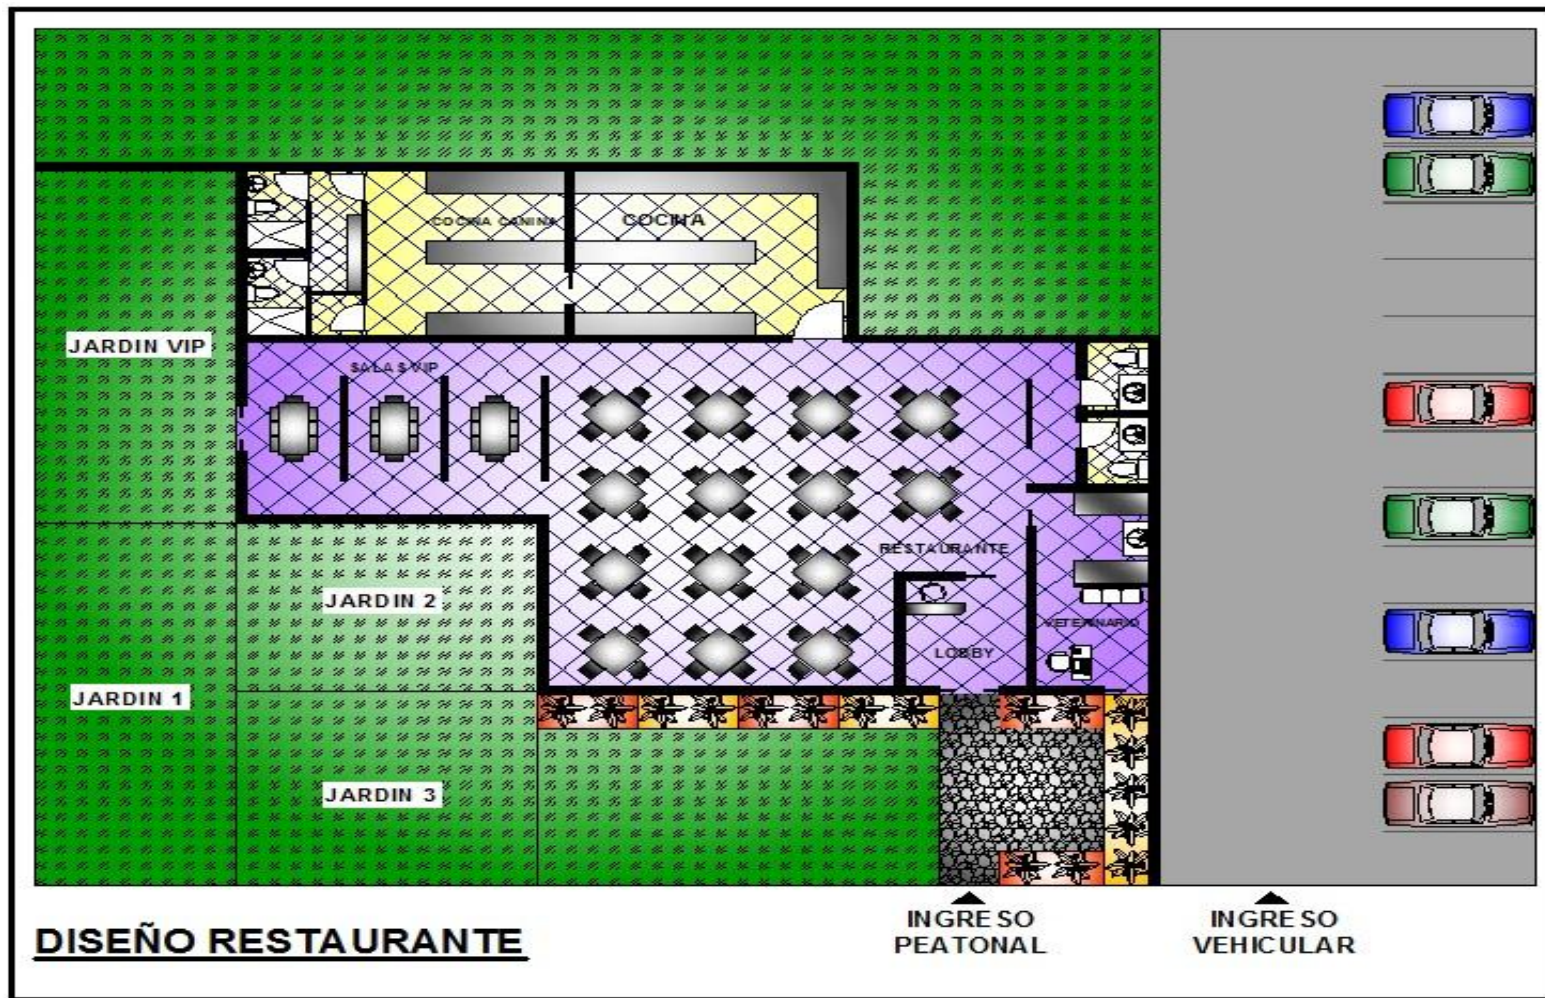 COCINA CANINA
COCINA
JARDIN VIP
SALAS VIP
RESTAURANTE
JARDIN 2
VETERINARIO
LOBBY
JARDIN 1
JARDIN 3
INGRESO
PEATONAL
INGRESO
VEHICULAR
DISEÑO RESTAURANTE